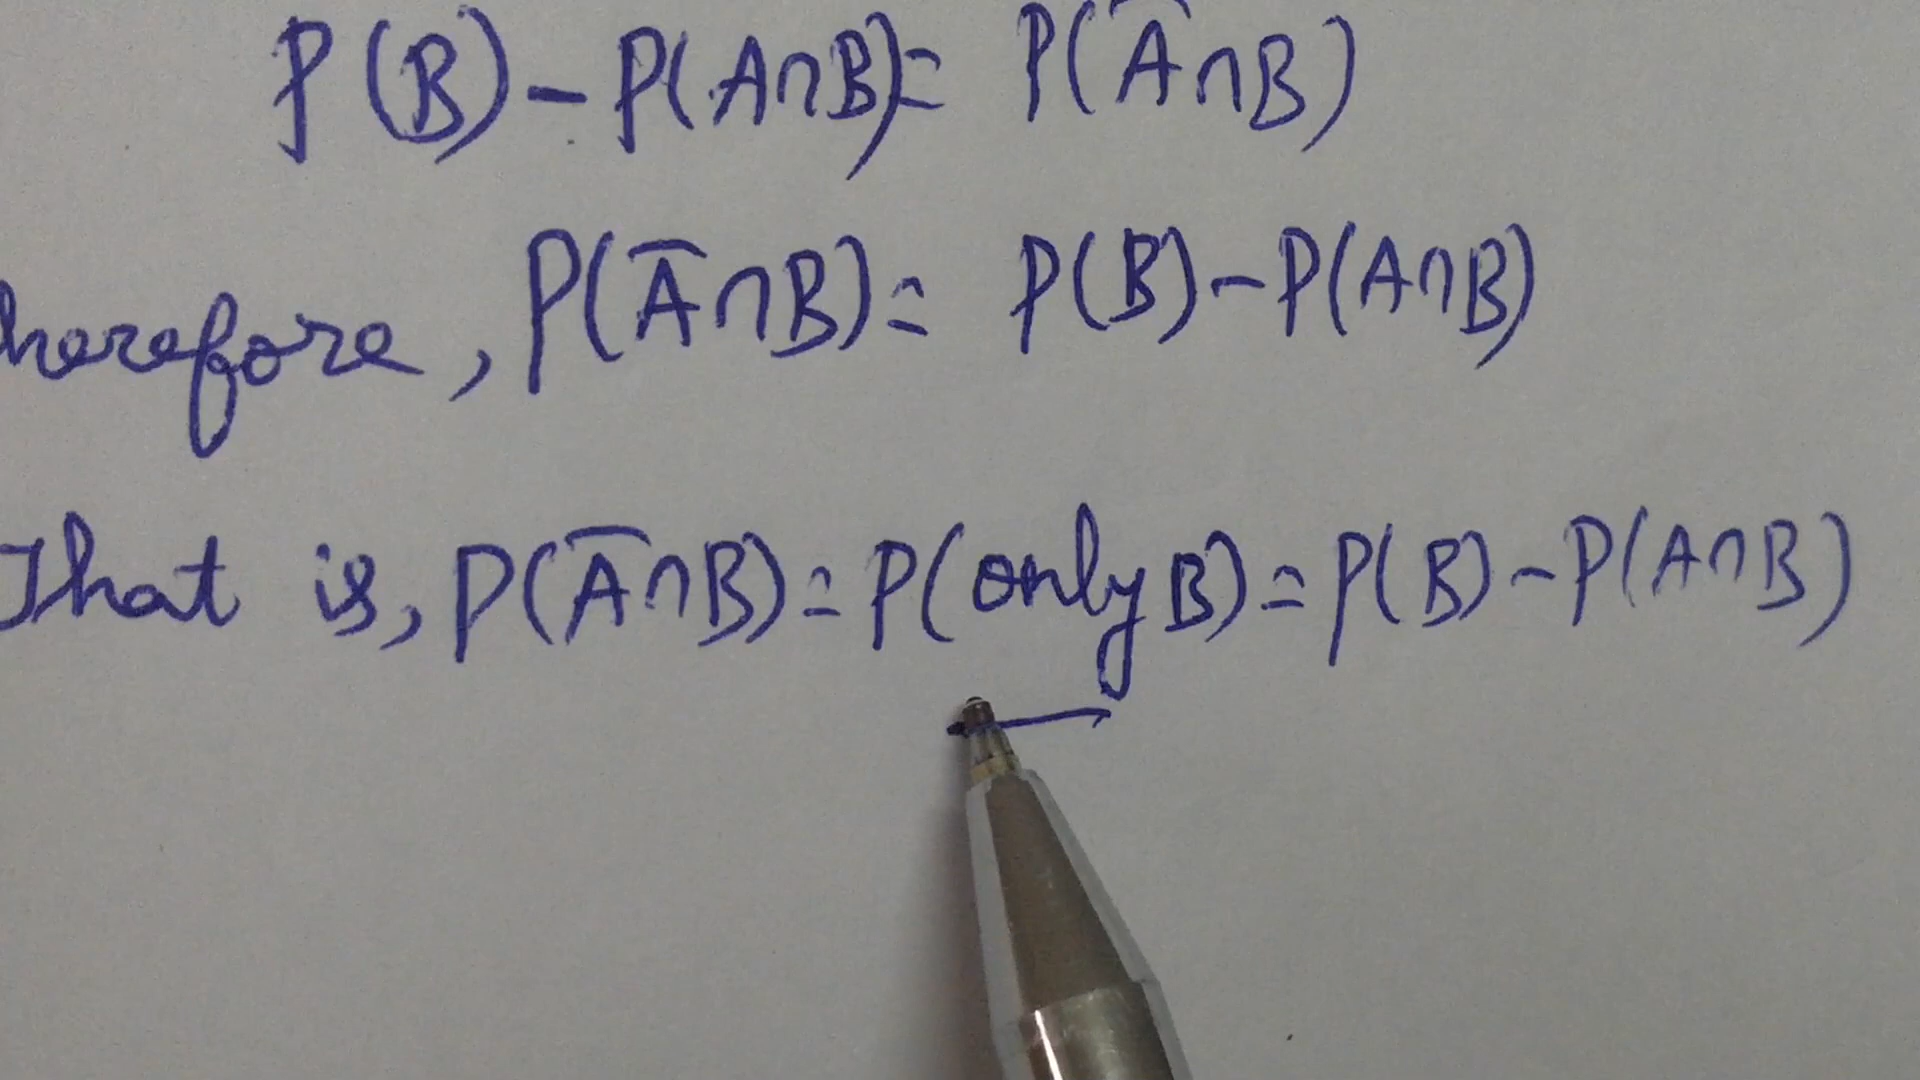 P(B) - P(A∩B) = P(A̅∩B)
herefore, P(A̅∩B) = P(B) - P(A∩B)
That is, P(A̅∩B) = P(only B) = P(B) - P(A∩B)